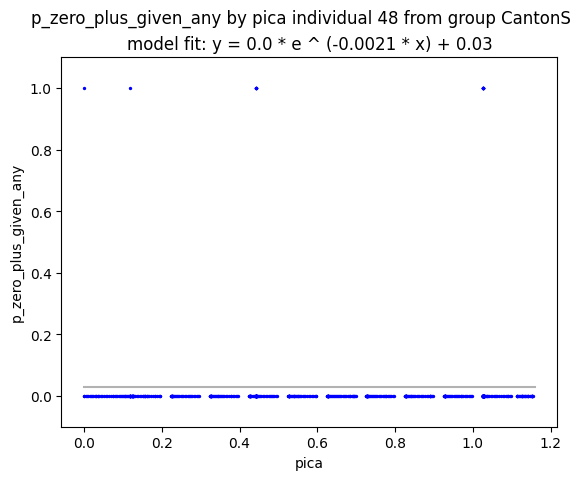 p_zero_plus_given_any by pica individual 48 from group CantonS
model fit: y = 0.0 * e ^ (-0.0021 * x) + 0.03
1.0
0.8
0.6
0.4
0.2
0.0
p_zero_plus_given_any
0.0 0.2 0.4 0.6 0.8 1.0 1.2
pica